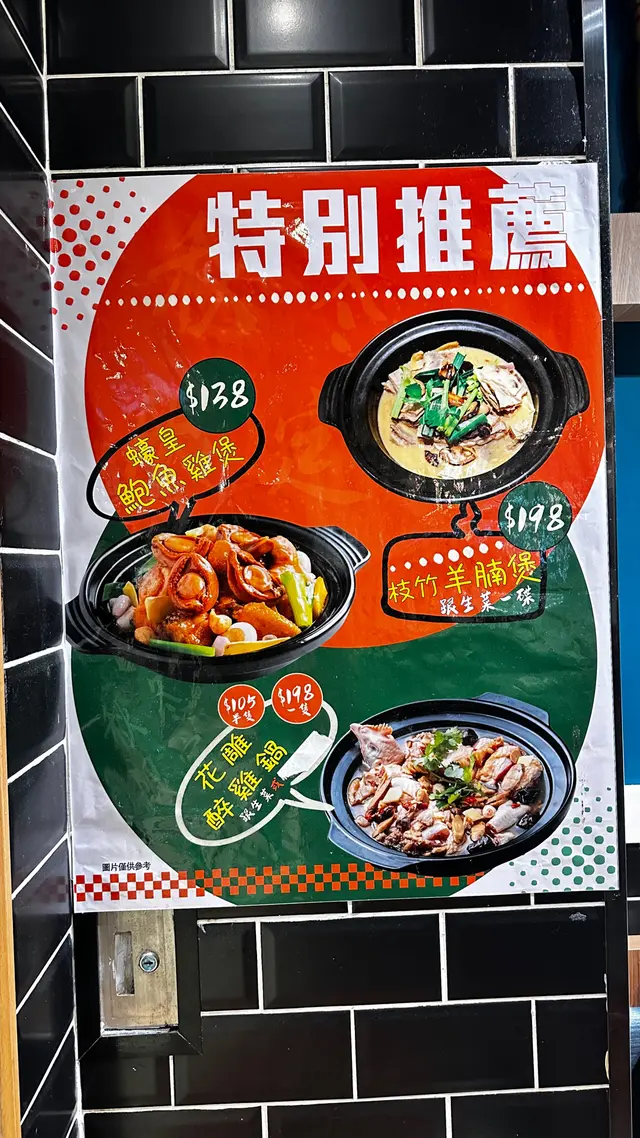 特別推薦
$138
蠔皇
鮑魚雞煲
$198
枝竹羊腩煲
跟生菜一碟
$105
半隻
$198
一隻
花雕
醉雞鍋
跟生菜
圖片僅供參考